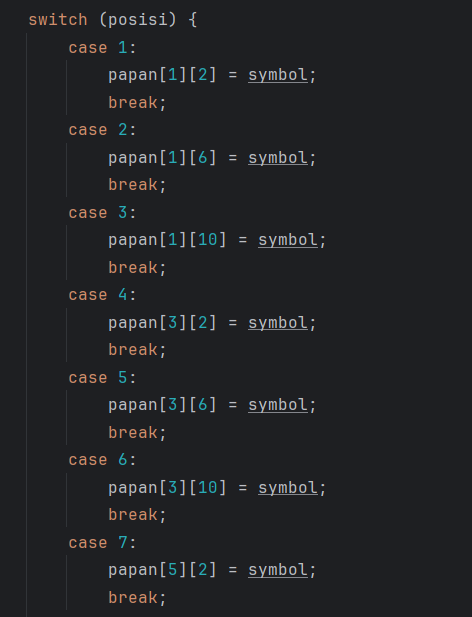 switch (posisi) {
case 1:
papan[1][2] = symbol;
break;
case 2:
papan[1][6] = symbol;
break;
case 3:
papan[1][10] = symbol;
break;
case 4:
papan[3][2] = symbol;
break;
case 5:
papan[3][6] = symbol;
break;
case 6:
papan[3][10] = symbol;
break;
case 7:
papan[5][2] = symbol;
break;